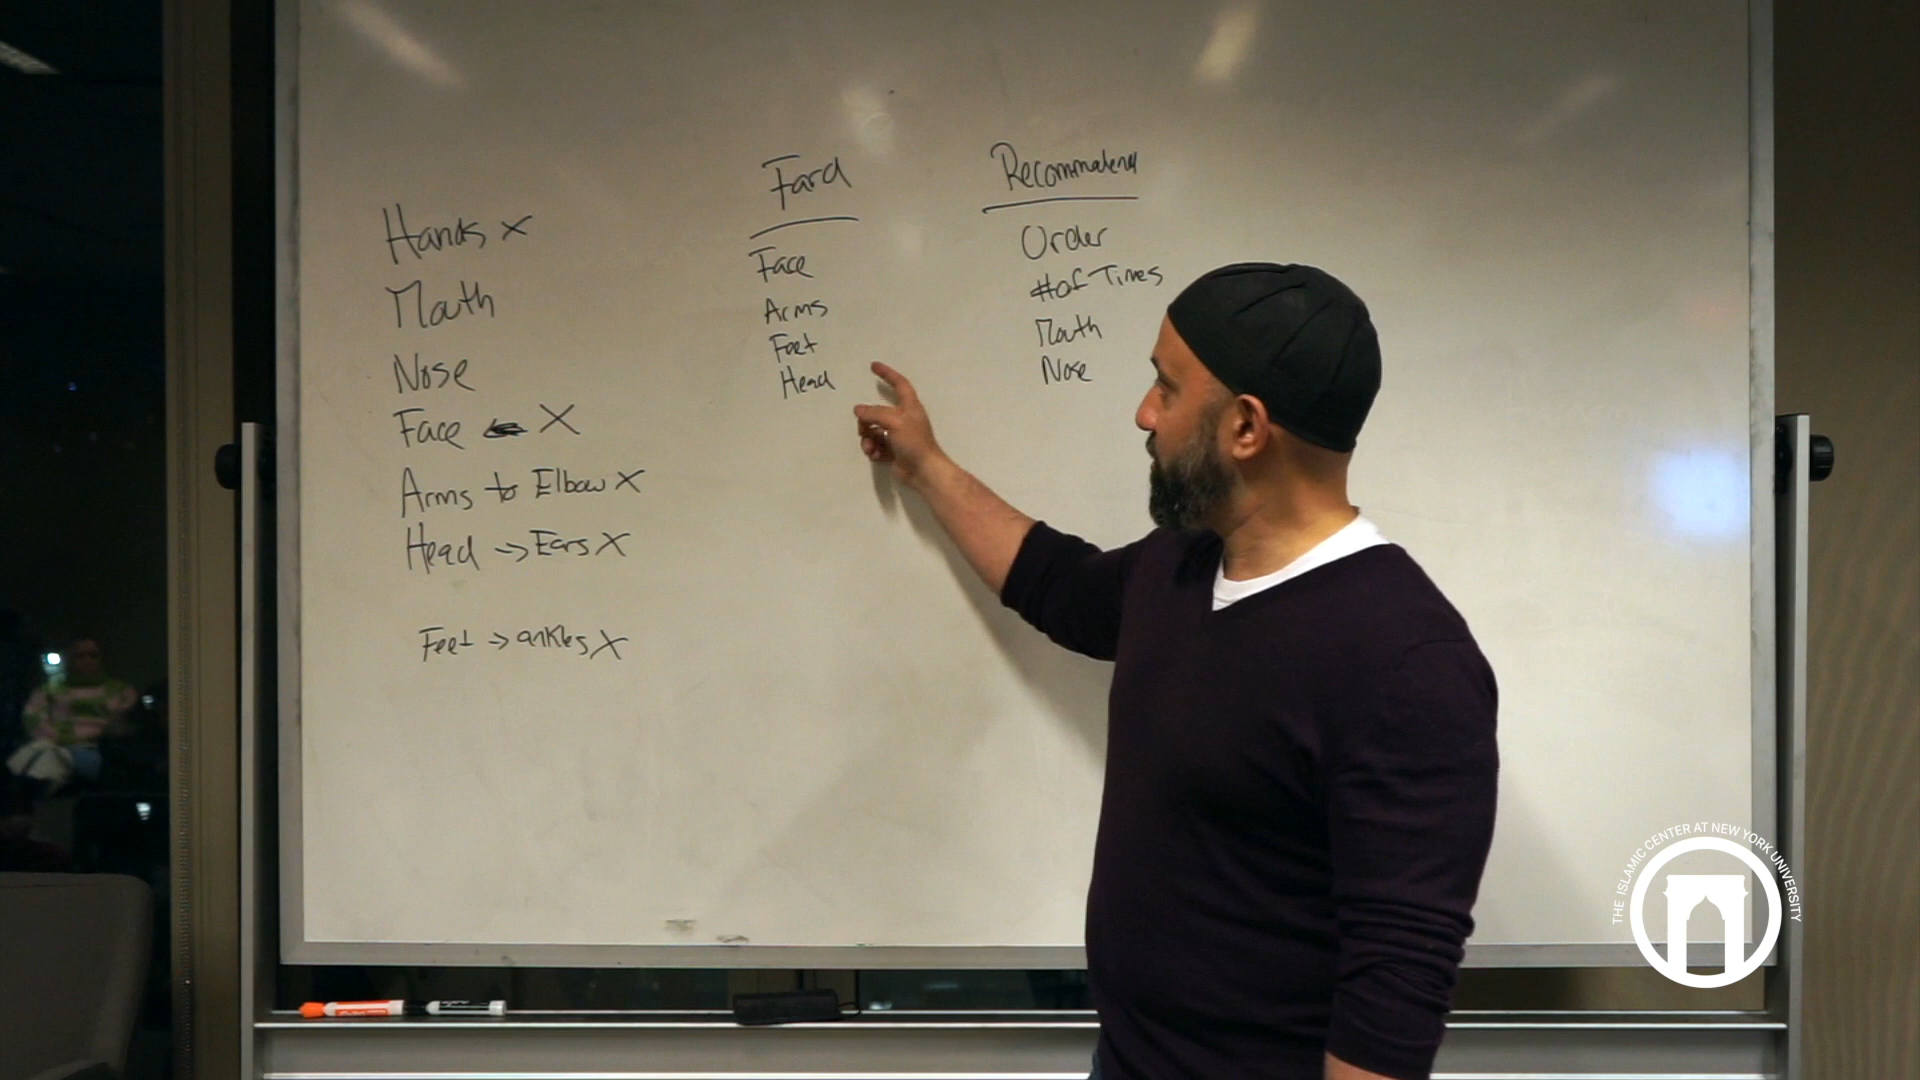 Hands x
Mouth
Nose
Face ← X
Arms to Elbow X
Head → Ears X
Feet → ankles X
Fard
Face
Arms
Feet
Head
Recommended
Order
# of Times
Mouth
Nose
THE ISLAMIC CENTER AT NEW YORK UNIVERSITY